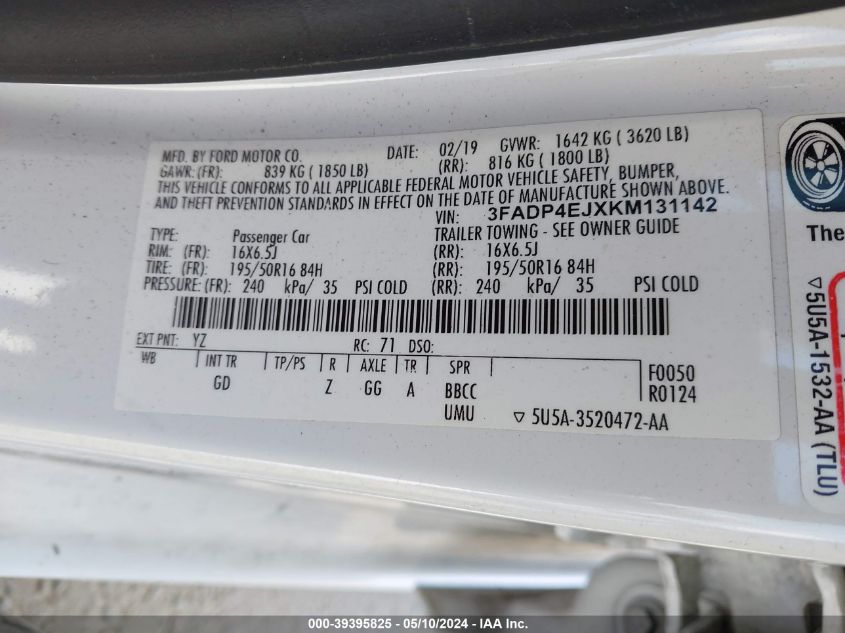 MFD. BY FORD MOTOR CO. DATE: 02/19 GVWR: 1642 KG ( 3620 LB)
GAWR: (FR): 839 KG ( 1850 LB) (RR): 816 KG ( 1800 LB)
THIS VEHICLE CONFORMS TO ALL APPLICABLE FEDERAL MOTOR VEHICLE SAFETY, BUMPER,
AND THEFT PREVENTION STANDARDS IN EFFECT ON THE DATE OF MANUFACTURE SHOWN ABOVE.
VIN: 3FADP4EJXKM131142
TYPE: Passenger Car TRAILER TOWING - SEE OWNER GUIDE
RIM: (FR): 16X6.5J (RR): 16X6.5J
TIRE: (FR): 195/50R16 84H (RR): 195/50R16 84H
PRESSURE: (FR): 240 kPa/ 35 PSI COLD (RR): 240 kPa/ 35 PSI COLD
EXT PNT: YZ RC: 71 DSO:
WB INT TR TP/PS R AXLE TR SPR F0050
GD Z GG A BBCC R0124
UMU ▽ 5U5A-3520472-AA
The
▽5U5A-1532-AA (TLU)
000-39395825 - 05/10/2024 - IAAI Inc.